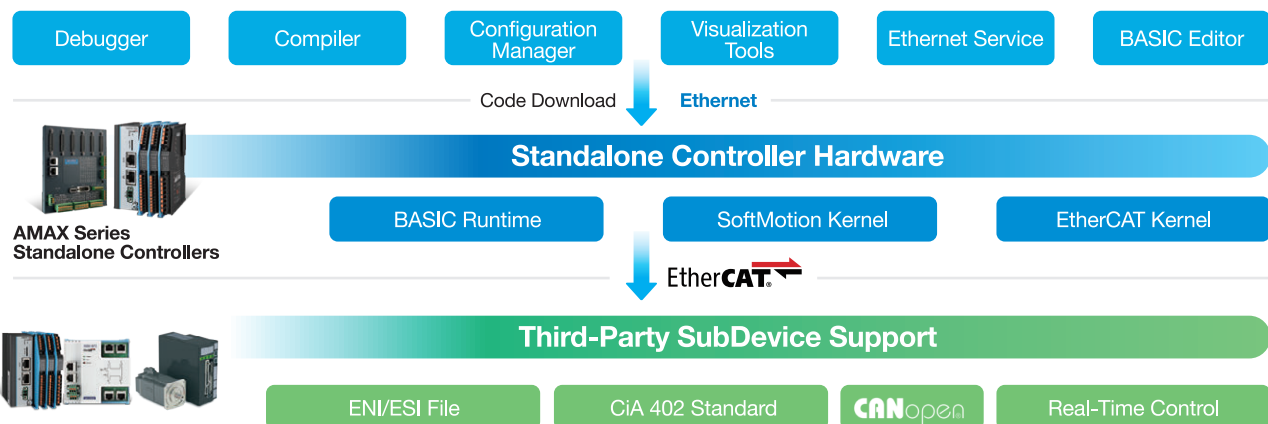 Debugger
Compiler
Configuration
Manager
Visualization
Tools
Ethernet Service
BASIC Editor
Code Download
Ethernet
Standalone Controller Hardware
BASIC Runtime
SoftMotion Kernel
EtherCAT Kernel
AMAX Series
Standalone Controllers
EtherCAT®
Third-Party SubDevice Support
ENI/ESI File
CiA 402 Standard
CANopen
Real-Time Control